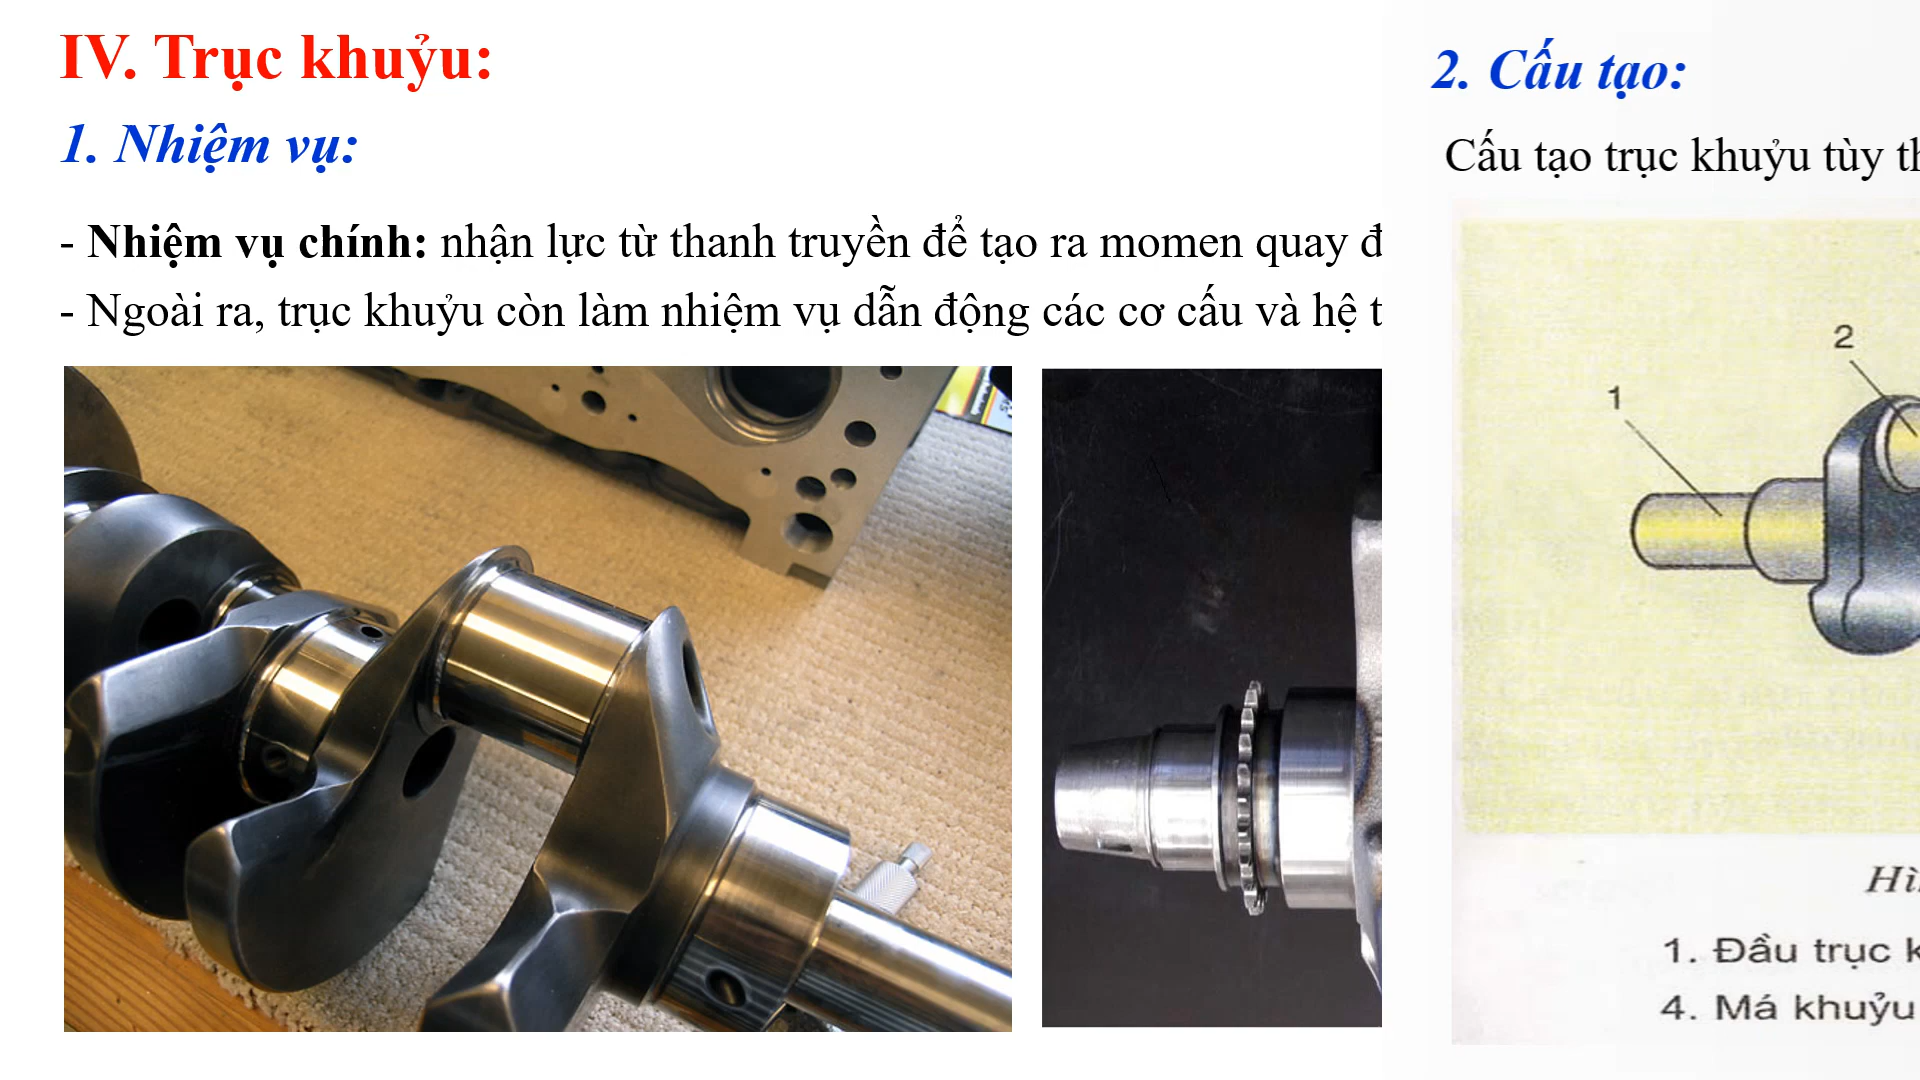 IV. Trục khuỷu:
1. Nhiệm vụ:
- Nhiệm vụ chính: nhận lực từ thanh truyền để tạo ra momen quay
- Ngoài ra, trục khuỷu còn làm nhiệm vụ dẫn động các cơ cấu và hệ
2. Cấu tạo:
Cấu tạo trục khuỷu tùy
2
1
1. Đầu trục
4. Má khuỷu